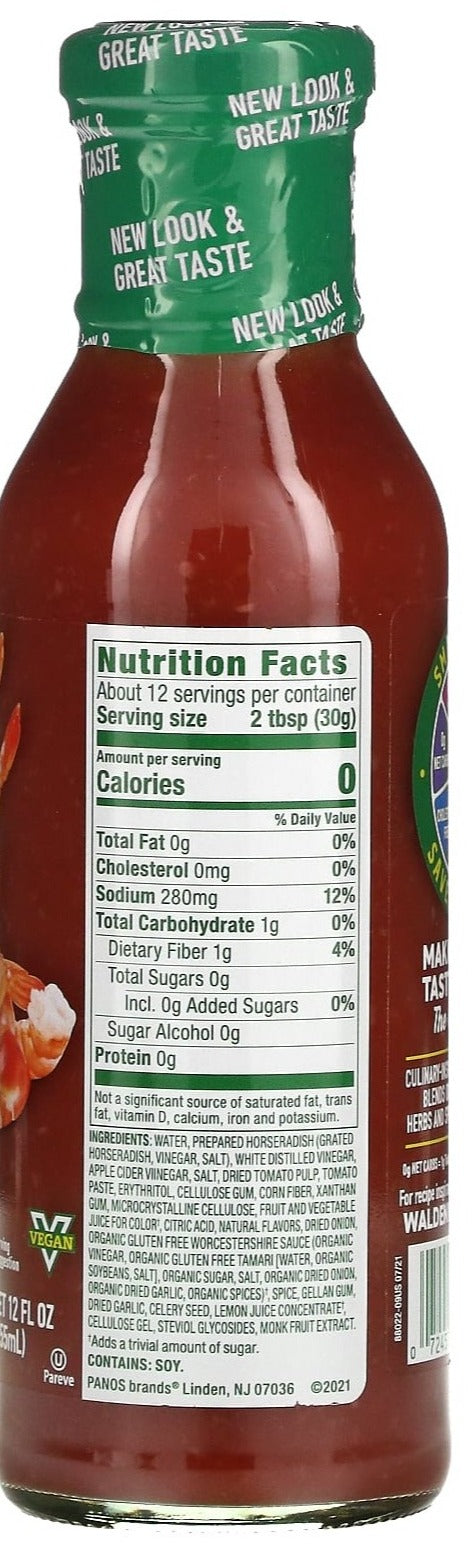 NEW LOOK &
GREAT TASTE
NEW LOOK &
GREAT TASTE
& TASTE
NEW LOOK &
GREAT TASTE
NEW LOOK &
TASTE
Nutrition Facts
About 12 servings per container
Serving size 2 tbsp (30g)
Amount per serving
Calories 0
% Daily Value
Total Fat 0g 0%
Cholesterol 0mg 0%
Sodium 280mg 12%
Total Carbohydrate 1g 0%
Dietary Fiber 1g 4%
Total Sugars 0g
Incl. 0g Added Sugars 0%
Sugar Alcohol 0g
Protein 0g
Not a significant source of saturated fat, trans
fat, vitamin D, calcium, iron and potassium.
INGREDIENTS: WATER, PREPARED HORSERADISH (GRATED
HORSERADISH, VINEGAR, SALT), WHITE DISTILLED VINEGAR,
APPLE CIDER VIINEGAR, SALT, DRIED TOMATO PULP, TOMATO
PASTE, ERYTHRITOL, CELLULOSE GUM, CORN FIBER, XANTHAN
GUM, MICROCRYSTALLINE CELLULOSE, FRUIT AND VEGETABLE
JUICE FOR COLOR†, CITRIC ACID, NATURAL FLAVORS, DRIED ONION,
ORGANIC GLUTEN FREE WORCESTERSHIRE SAUCE (ORGANIC
VINEGAR, ORGANIC GLUTEN FREE TAMARI [WATER, ORGANIC
SOYBEANS, SALT], ORGANIC SUGAR, SALT, ORGANIC DRIED ONION,
ORGANIC DRIED GARLIC, ORGANIC SPICES)†, SPICE, GELLAN GUM,
DRIED GARLIC, CELERY SEED, LEMON JUICE CONCENTRATE†,
CELLULOSE GEL, STEVIOL GLYCOSIDES, MONK FRUIT EXTRACT.
†Adds a trivial amount of sugar.
CONTAINS: SOY.
PANOS brands® Linden, NJ 07036 ©2021
V
VEGAN
12 FL OZ
mL)
U
Pareve
MAK
TAST
The
CULINARY-IN
BLENDS
HERBS AND
0g NET CARBS
For recipe
WALDEN
88022-09US 07/21
0